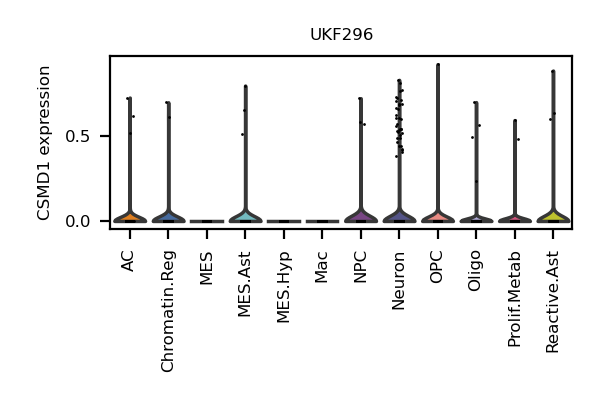 UKF296
CSMD1 expression
0.5
0.0
AC
Chromatin.Reg
MES
MES.Ast
MES.Hyp
Mac
NPC
Neuron
OPC
Oligo
Prolif.Metab
Reactive.Ast